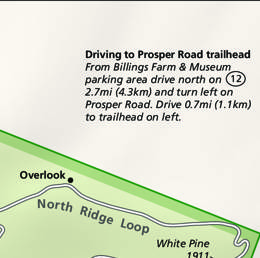 Driving to Prosper Road trailhead
From Billings Farm & Museum
parking area drive north on 12
2.7mi (4.3km) and turn left on
Prosper Road. Drive 0.7mi (1.1km)
to trailhead on left.
Overlook
North Ridge Loop
White Pine
1911